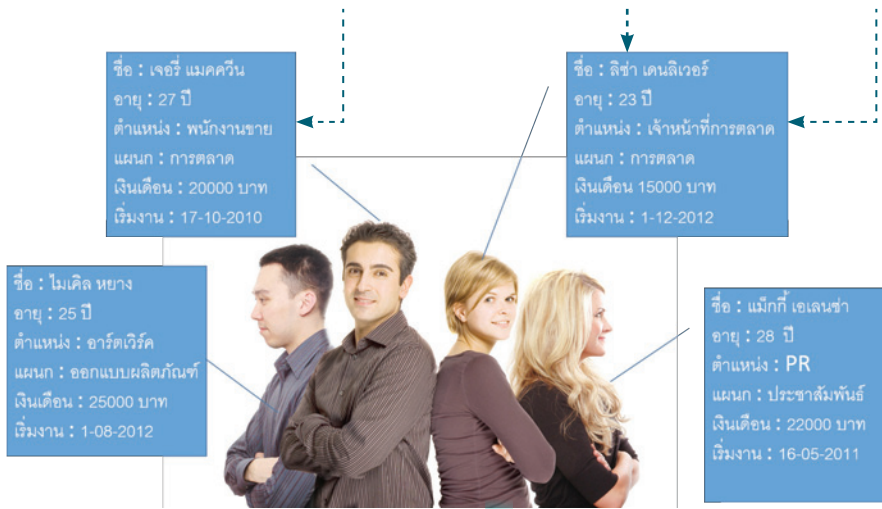 ชื่อ : เจอรี่ แมคควีน
อายุ : 27 ปี
ตำแหน่ง : พนักงานขาย
แผนก : การตลาด
เงินเดือน : 20000 บาท
เริ่มงาน : 17-10-2010
ชื่อ : ลิซ่า เดนลิเวอร์
อายุ : 23 ปี
ตำแหน่ง : เจ้าหน้าที่การตลาด
แผนก : การตลาด
เงินเดือน 15000 บาท
เริ่มงาน : 1-12-2012
ชื่อ : ไมเคิล หยาง
อายุ : 25 ปี
ตำแหน่ง : อาร์ตเวิร์ค
แผนก : ออกแบบผลิตภัณฑ์
เงินเดือน : 25000 บาท
เริ่มงาน : 1-08-2012
ชื่อ : แม็กกี้ เอเลนซ่า
อายุ : 28 ปี
ตำแหน่ง : PR
แผนก : ประชาสัมพันธ์
เงินเดือน : 22000 บาท
เริ่มงาน : 16-05-2011